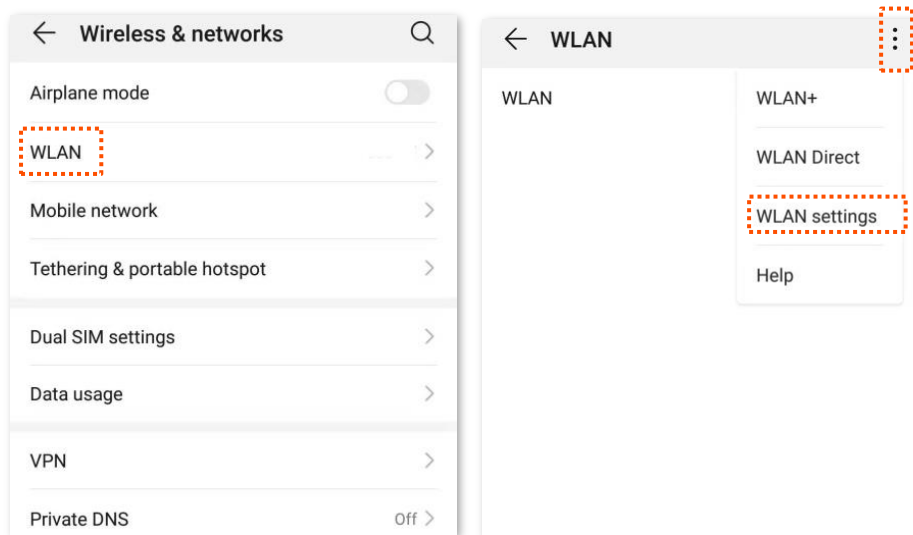 Wireless & networks
Airplane mode
WLAN
Mobile network
Tethering & portable hotspot
Dual SIM settings
Data usage
VPN
Private DNS Off
WLAN
WLAN
WLAN+
WLAN Direct
WLAN settings
Help